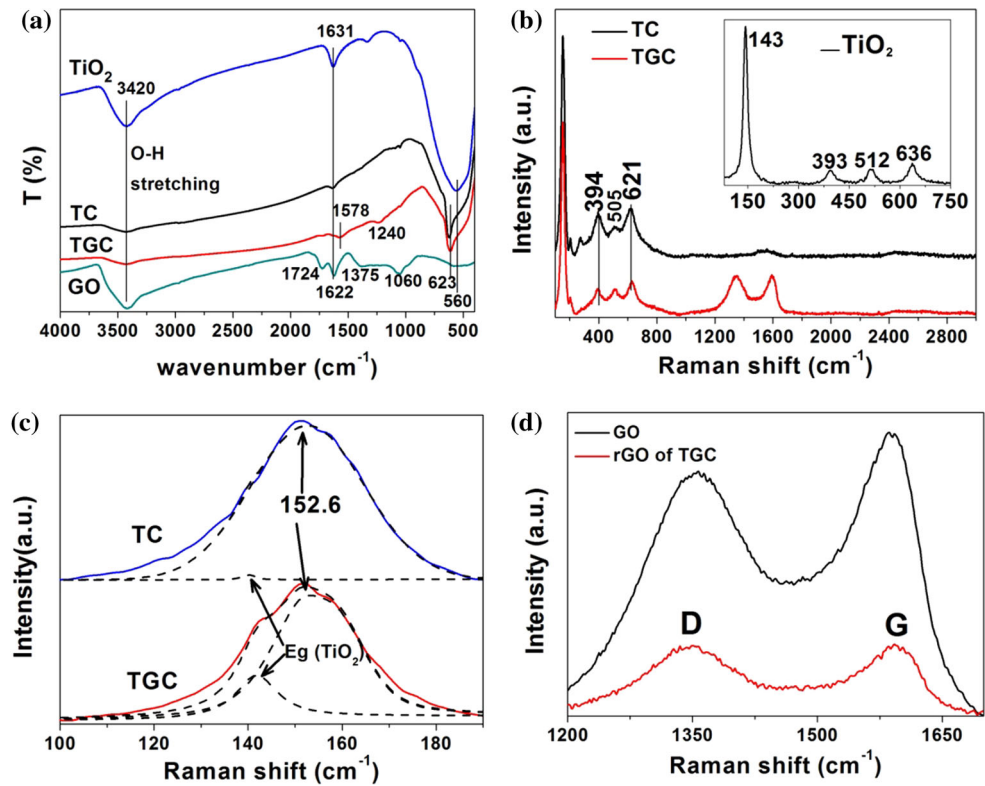 (a)
TiO2
3420
1631
O-H
stretching
TC
TGC
GO
1578
1240
1724
1622
1375
1060
623
560
T (%)
4000 3500 3000 2500 2000 1500 1000 500
wavenumber (cm-1)
(b)
TC
TGC
143
TiO2
393
512
636
150 300 450 600 750
394
505
621
Intensity (a.u.)
400 800 1200 1600 2000 2400 2800
Raman shift (cm-1)
(c)
TC
152.6
Eg (TiO2)
TGC
Intensity(a.u.)
100 120 140 160 180
Raman shift (cm-1)
(d)
GO
rGO of TGC
D
G
Intensity (a.u.)
1200 1350 1500 1650
Raman shift (cm-1)